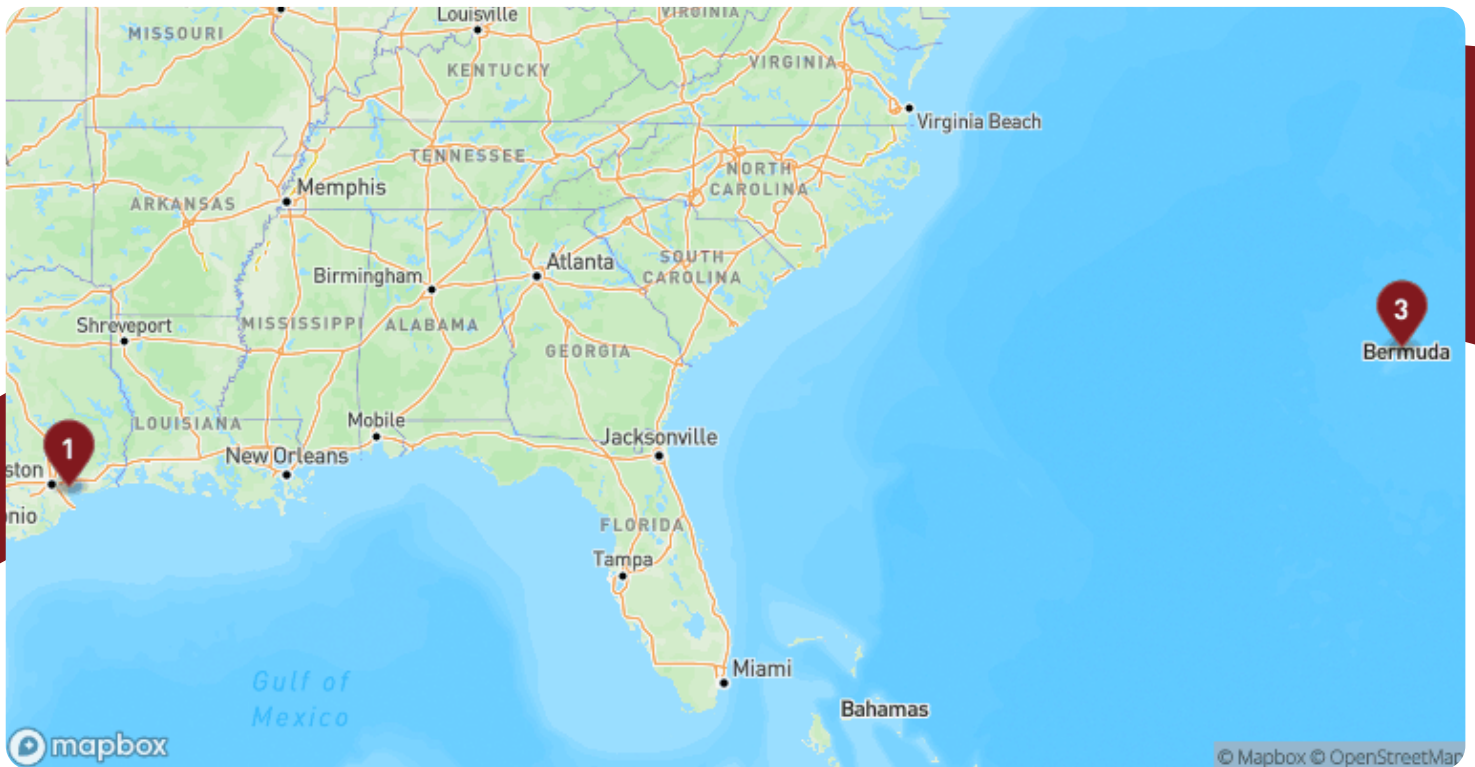 Louisville
VIRGINIA
MISSOURI
KENTUCKY
VIRGINIA
Virginia Beach
TENNESSEE
NORTH
CAROLINA
Memphis
ARKANSAS
Atlanta
SOUTH
CAROLINA
Birmingham
3
Shreveport
MISSISSIPPI
ALABAMA
GEORGIA
Bermuda
Mobile
LOUISIANA
Jacksonville
1
New Orleans
ston
onio
FLORIDA
Tampa
Miami
Gulf of
Mexico
Bahamas
mapbox
© Mapbox © OpenStreetMap